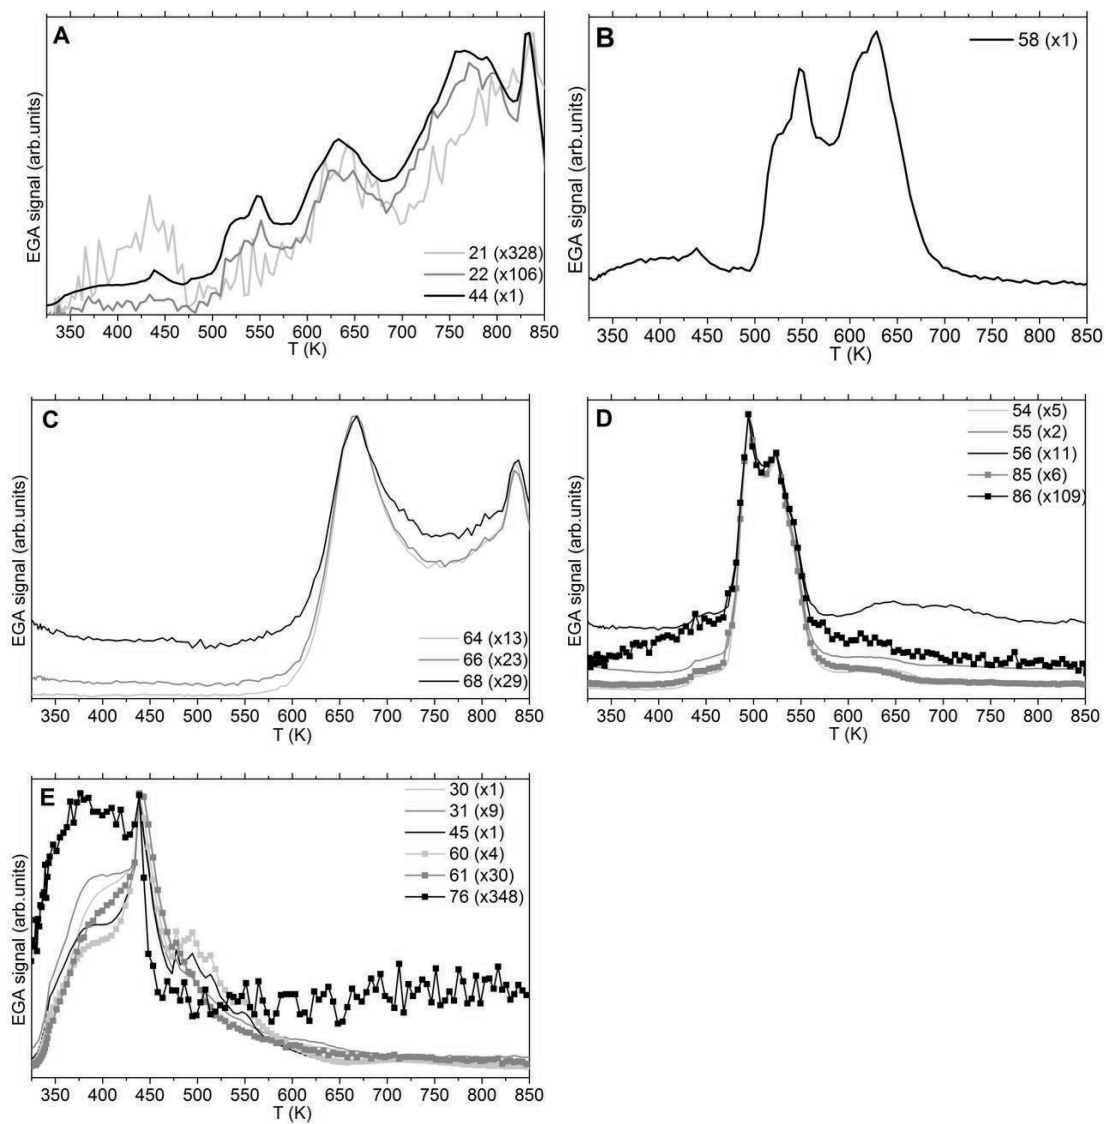 A
EGA signal (arb.units)
21 (x328)
22 (x106)
44 (x1)
350 400 450 500 550 600 650 700 750 800 850
T (K)
B
EGA signal (arb.units)
58 (x1)
350 400 450 500 550 600 650 700 750 800 850
T (K)
C
EGA signal (arb.units)
64 (x13)
66 (x23)
68 (x29)
350 400 450 500 550 600 650 700 750 800 850
T (K)
D
EGA signal (arb.units)
54 (x5)
55 (x2)
56 (x11)
85 (x6)
86 (x109)
350 400 450 500 550 600 650 700 750 800 850
T (K)
E
EGA signal (arb.units)
30 (x1)
31 (x9)
45 (x1)
60 (x4)
61 (x30)
76 (x348)
350 400 450 500 550 600 650 700 750 800 850
T (K)